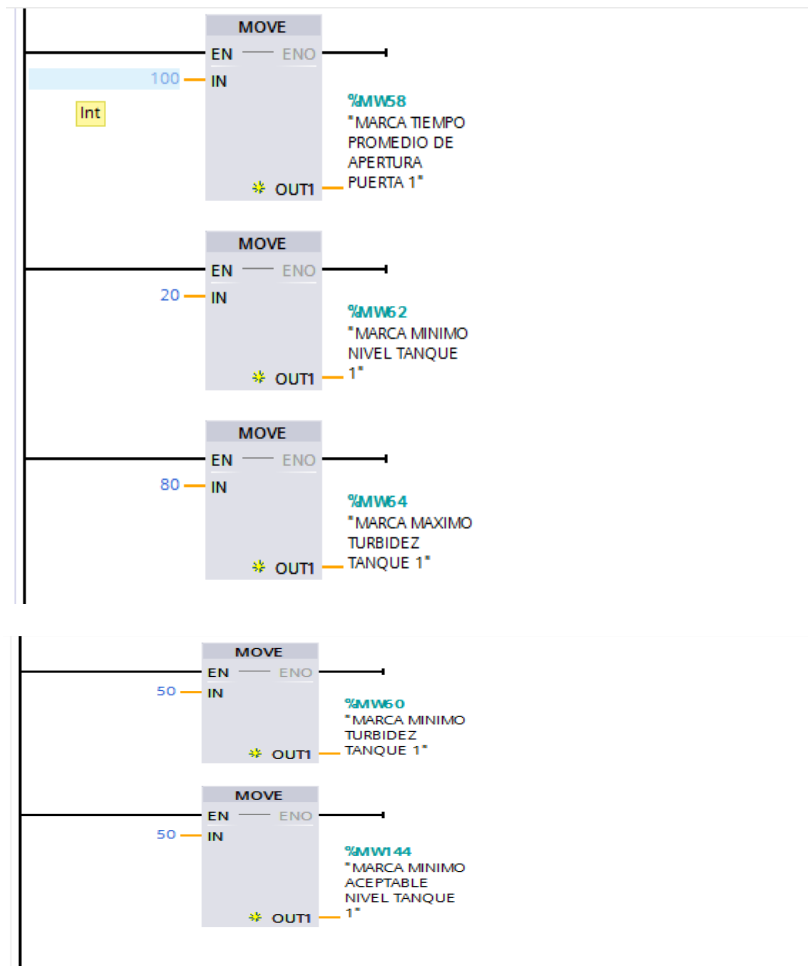 MOVE
EN ENO
100 IN
Int
%MW58
"MARCA TIEMPO
PROMEDIO DE
APERTURA
OUT1 PUERTA 1"
MOVE
EN ENO
20 IN
%MW62
"MARCA MINIMO
NIVEL TANQUE
OUT1 1"
MOVE
EN ENO
80 IN
%MW64
"MARCA MAXIMO
TURBIDEZ
OUT1 TANQUE 1"
MOVE
EN ENO
50 IN
%MW60
"MARCA MINIMO
TURBIDEZ
OUT1 TANQUE 1"
MOVE
EN ENO
50 IN
%MW144
"MARCA MINIMO
ACEPTABLE
NIVEL TANQUE
OUT1 1"